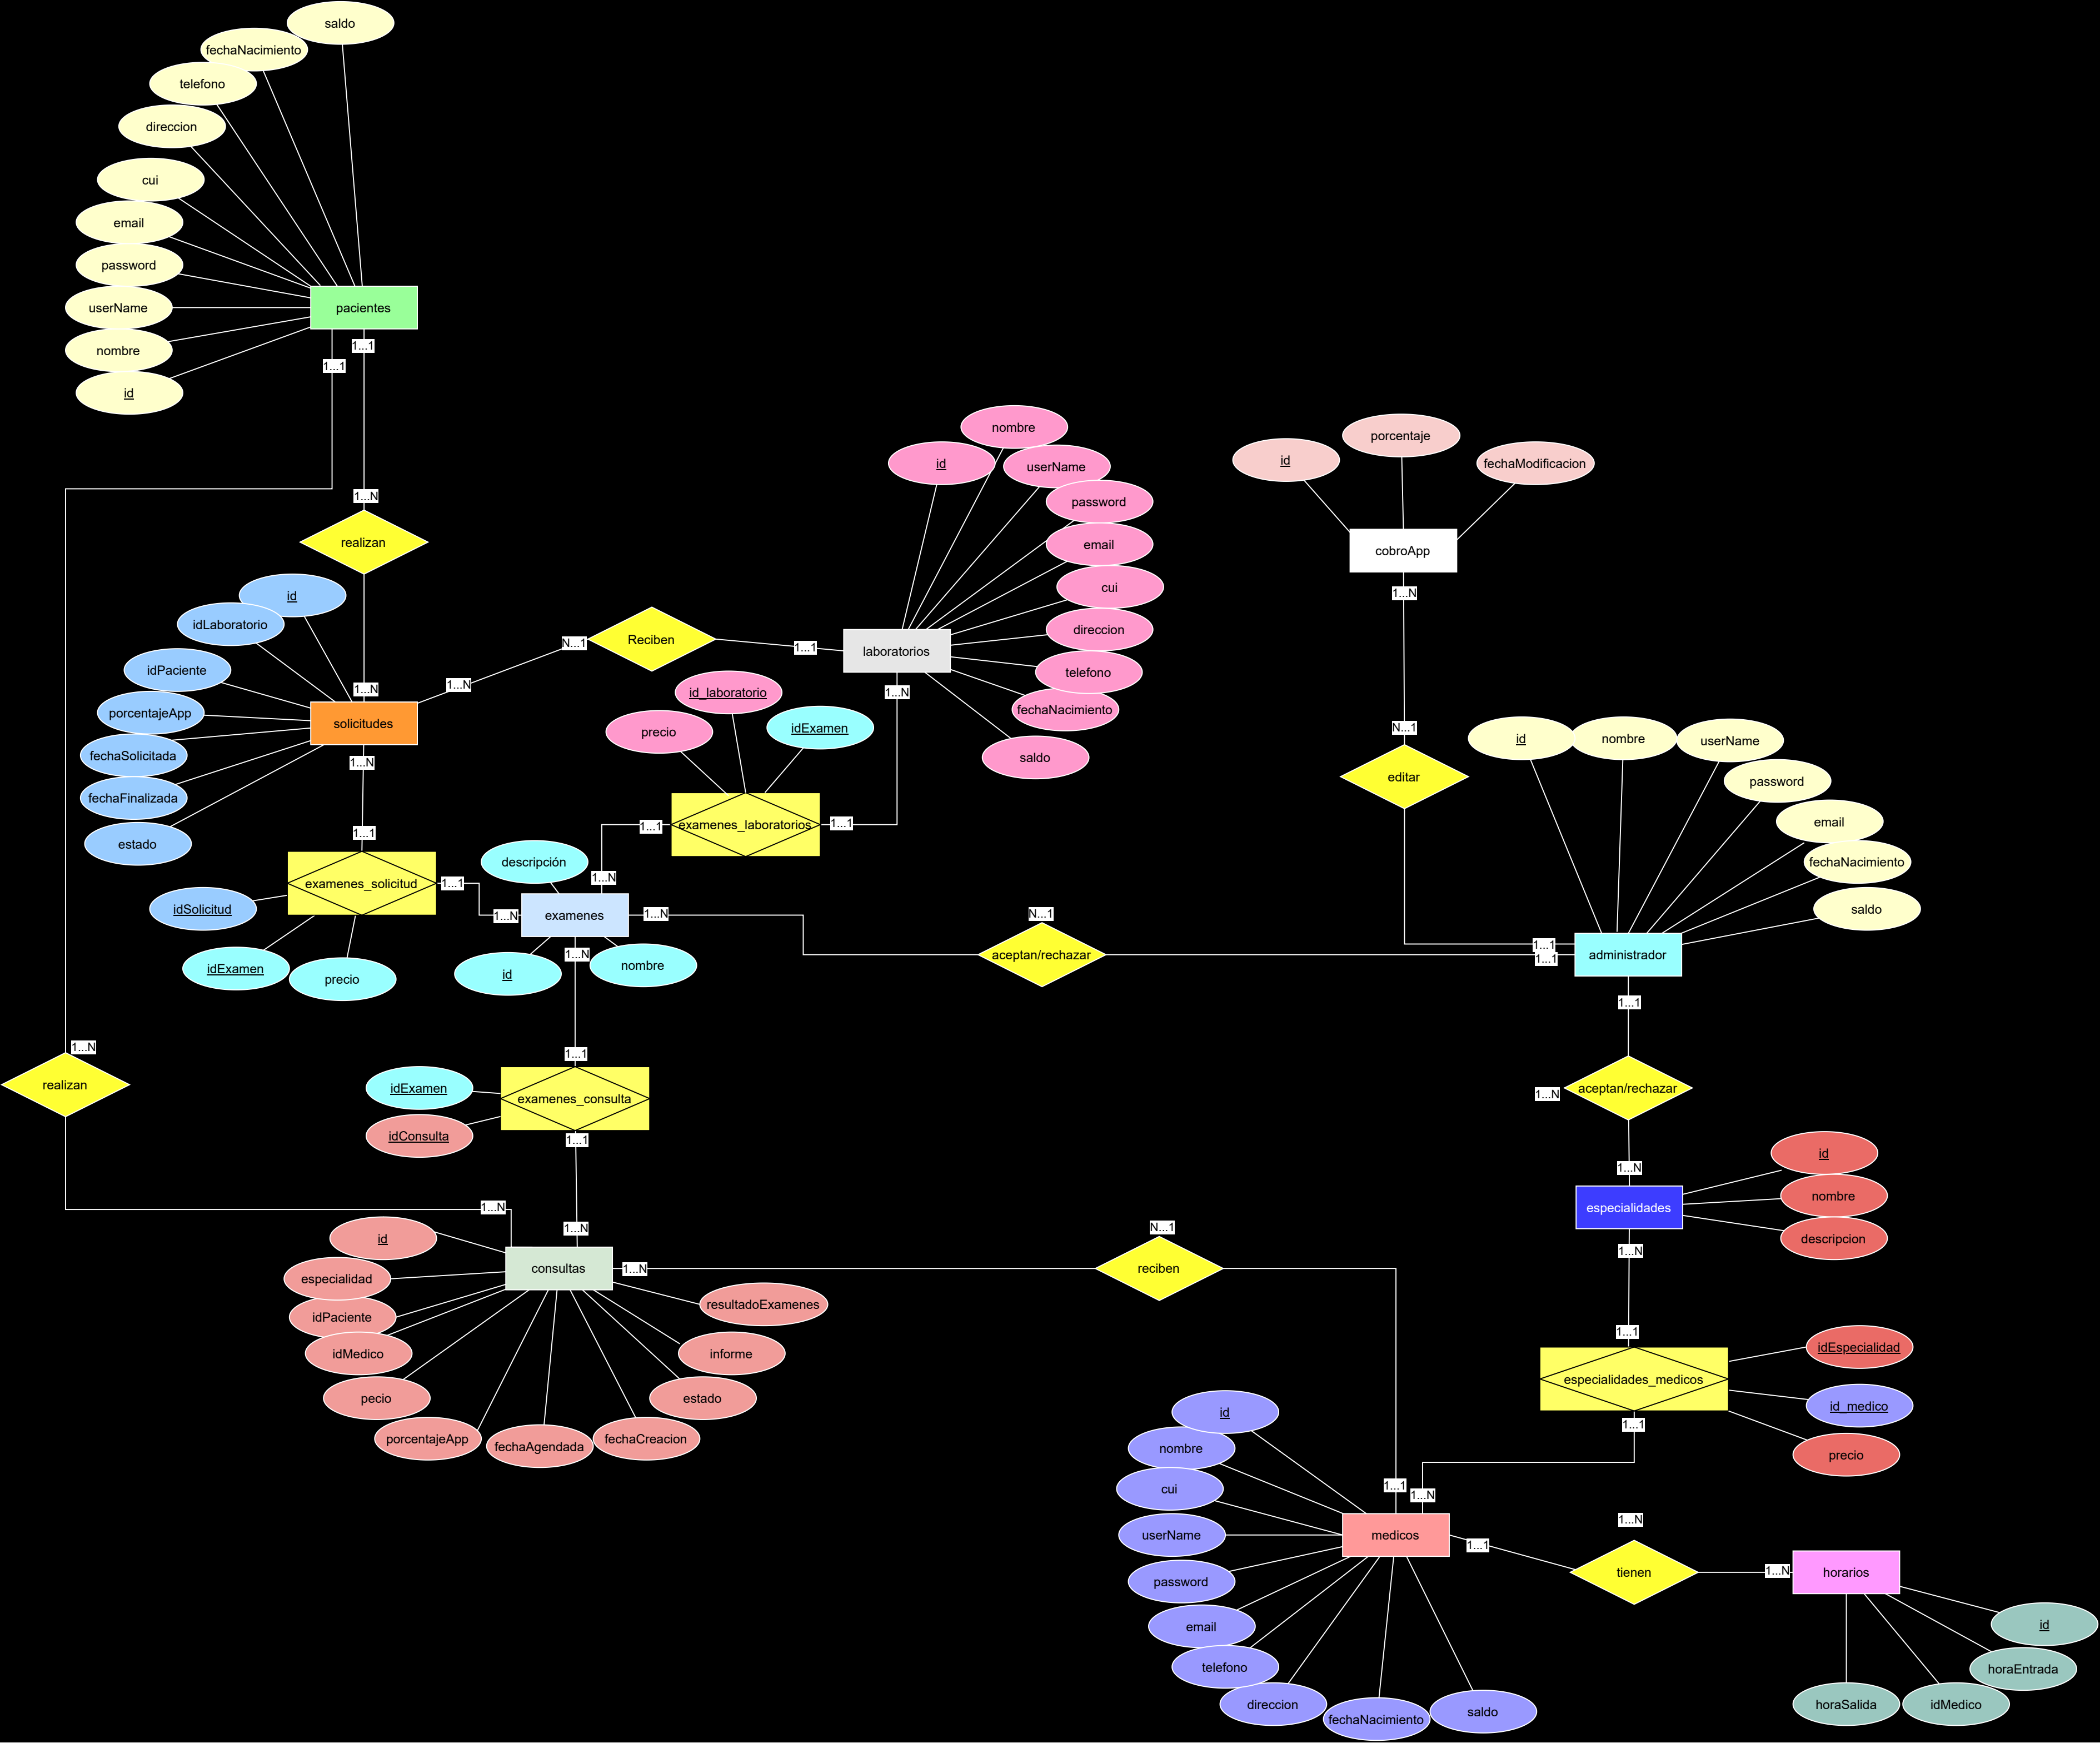 saldo
fechaNacimiento
telefono
direccion
cui
email
password
userName
nombre
id
pacientes
1...1
1...1
1...N
realizan
id
idLaboratorio
idPaciente
porcentajeApp
fechaSolicitada
fechaFinalizada
estado
1...N
solicitudes
1...N
1...N
N...1
Reciben
1...1
laboratorios
id
nombre
userName
password
email
cui
direccion
telefono
fechaNacimiento
saldo
1...N
id_laboratorio
precio
idExamen
examenes_laboratorios
1...1
1...1
1...N
1...1
examenes_solicitud
1...1
1...N
idSolicitud
idExamen
precio
descripción
examenes
1...N
1...N
id
nombre
N...1
aceptan/rechazar
id
porcentaje
fechaModificacion
cobroApp
1...N
N...1
editar
id
nombre
userName
password
email
fechaNacimiento
saldo
1...1
1...1
administrador
1...1
aceptan/rechazar
1...N
1...N
id
nombre
descripcion
especialidades
1...N
1...1
especialidades_medicos
idEspecialidad
id_medico
precio
1...1
1...N
realizan
1...N
1...1
idExamen
examenes_consulta
idConsulta
1...1
1...N
id
especialidad
idPaciente
idMedico
pecio
porcentajeApp
fechaAgendada
fechaCreacion
estado
informe
resultadoExamenes
consultas
1...N
N...1
reciben
1...1
1...N
id
nombre
cui
userName
password
email
telefono
direccion
fechaNacimiento
saldo
medicos
1...1
1...N
tienen
1...N
horarios
id
horaEntrada
idMedico
horaSalida